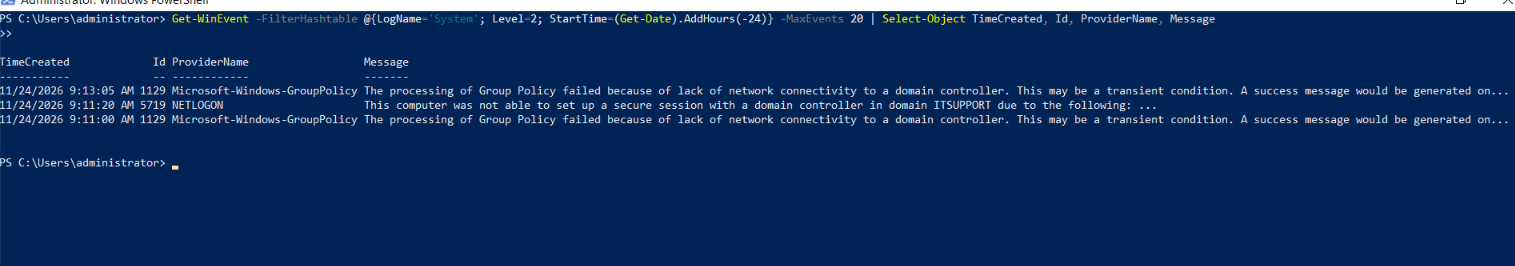 Administrator: Windows PowerShell
PS C:\Users\administrator> Get-WinEvent -FilterHashtable @{LogName='System'; Level=2; StartTime=(Get-Date).AddHours(-24)} -MaxEvents 20 | Select-Object TimeCreated, Id, ProviderName, Message
>>
TimeCreated Id ProviderName Message
----------- -- ------------ -------
11/24/2026 9:13:05 AM 1129 Microsoft-Windows-GroupPolicy The processing of Group Policy failed because of lack of network connectivity to a domain controller. This may be a transient condition. A success message would be generated on...
11/24/2026 9:11:20 AM 5719 NETLOGON This computer was not able to set up a secure session with a domain controller in domain ITSUPPORT due to the following: ...
11/24/2026 9:11:00 AM 1129 Microsoft-Windows-GroupPolicy The processing of Group Policy failed because of lack of network connectivity to a domain controller. This may be a transient condition. A success message would be generated on...
PS C:\Users\administrator>